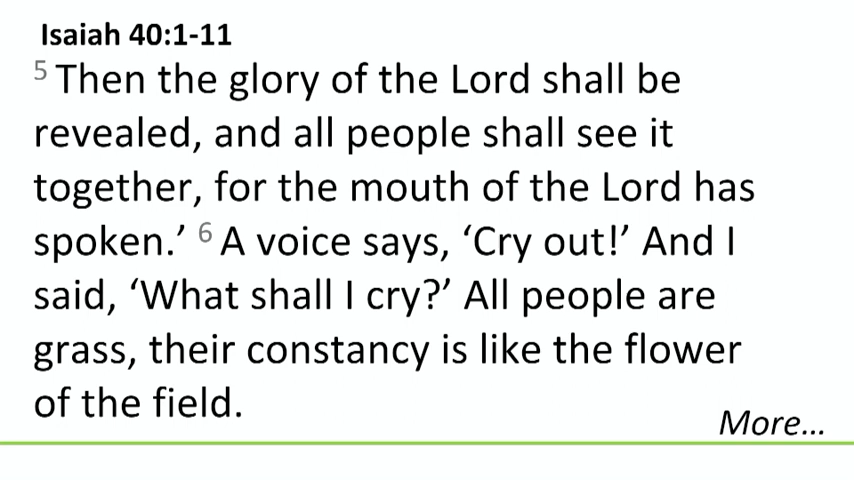 Isaiah 40:1-11
5 Then the glory of the Lord shall be
revealed, and all people shall see it
together, for the mouth of the Lord has
spoken.’ 6 A voice says, ‘Cry out!’ And I
said, ‘What shall I cry?’ All people are
grass, their constancy is like the flower
of the field.
More...